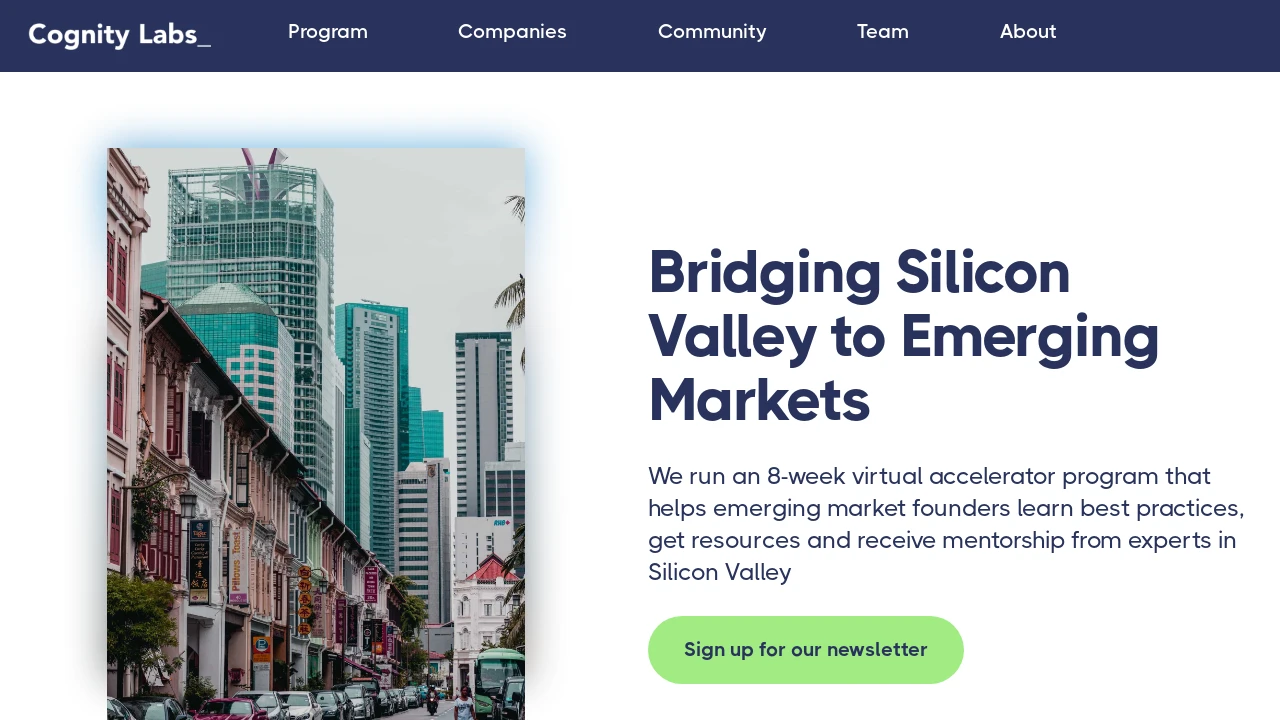 Cognity Labs_
Program
Companies
Community
Team
About
Bridging Silicon
Valley to Emerging
Markets
We run an 8-week virtual accelerator program that
helps emerging market founders learn best practices,
get resources and receive mentorship from experts in
Silicon Valley
Sign up for our newsletter
RHB